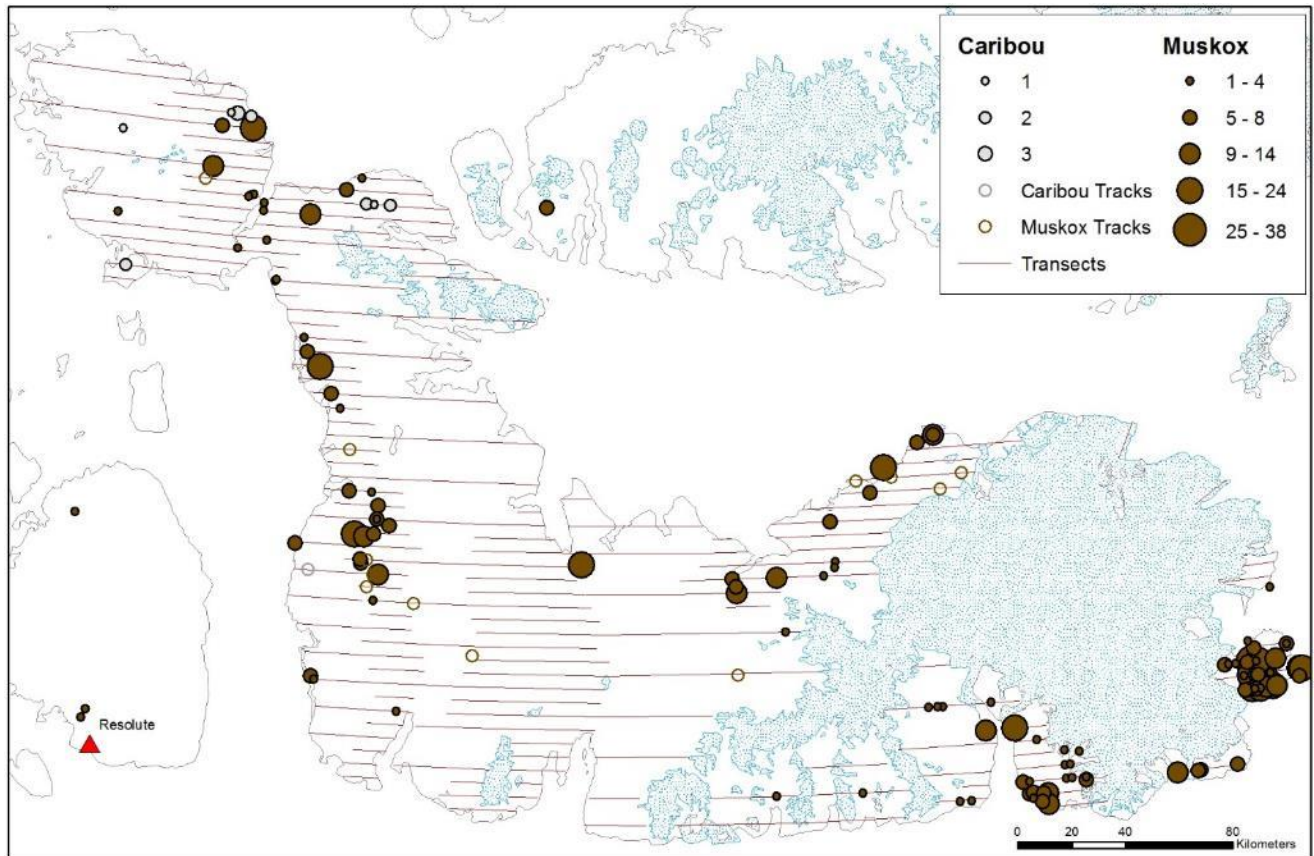 Caribou
1
2
3
Caribou Tracks
Muskox Tracks
Transects
Muskox
1 - 4
5 - 8
9 - 14
15 - 24
25 - 38
Resolute
0 20 40 80
Kilometers